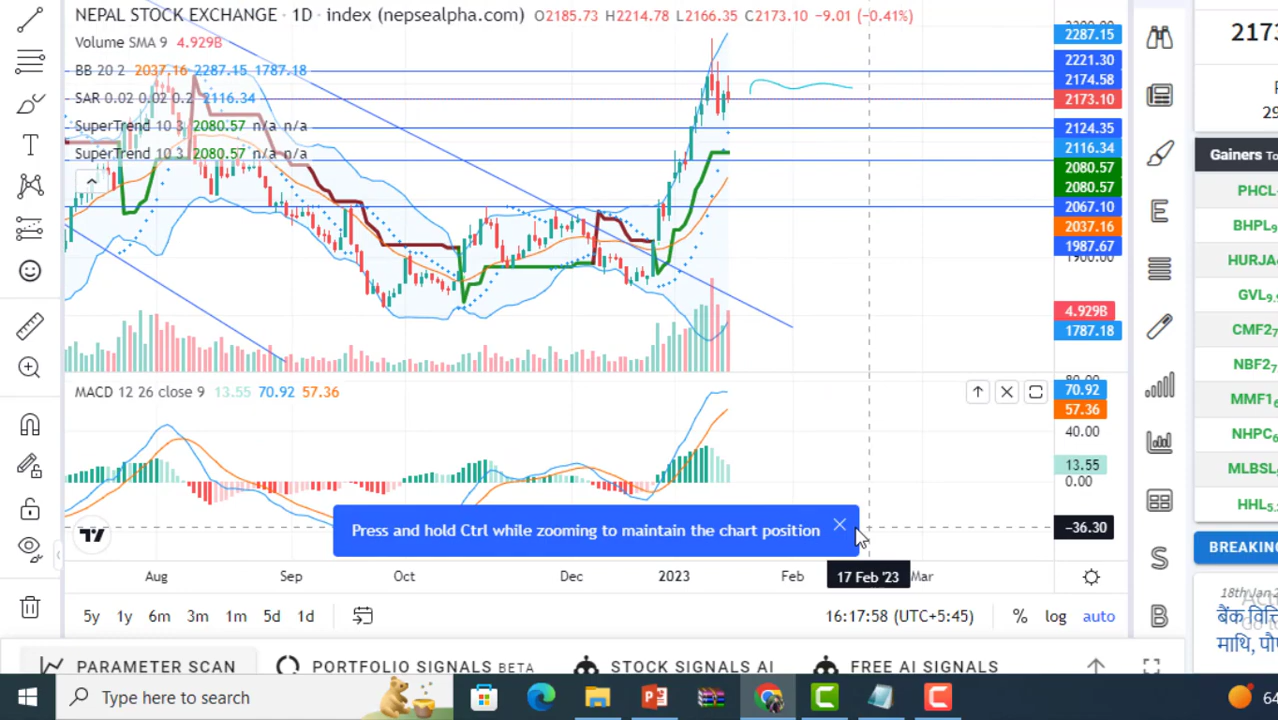 NEPAL STOCK EXCHANGE · 1D · index (nepsealpha.com) O2185.73 H2214.78 L2166.35 C2173.10 −9.01 (−0.41%)
Volume SMA 9 4.929B
BB 20 2 2037.16 2287.15 1787.18
SAR 0.02 0.02 0.2 2116.34
SuperTrend 10 3 2080.57 n/a n/a
SuperTrend 10 3 2080.57 n/a n/a
2287.15
2221.30
2174.58
2173.10
2124.35
2116.34
2080.57
2080.57
2067.10
2037.16
1987.67
1900.00
4.929B
1787.18
MACD 12 26 close 9 13.55 70.92 57.36
70.92
57.36
40.00
13.55
0.00
−36.30
Press and hold Ctrl while zooming to maintain the chart position
Aug Sep Oct Dec 2023 Feb 17 Feb '23 Mar
5y 1y 6m 3m 1m 5d 1d
16:17:58 (UTC+5:45) % log auto
PARAMETER SCAN PORTFOLIO SIGNALS BETA STOCK SIGNALS AI FREE AI SIGNALS
Type here to search
E
S
B
2173
29
Gainers
PHCL
BHPL
HURJA
GVL
CMF2
NBF2
MMF1
NHPC
MLBSL
HHL
BREAKING
18th Jan
बैंक
माथि,
64